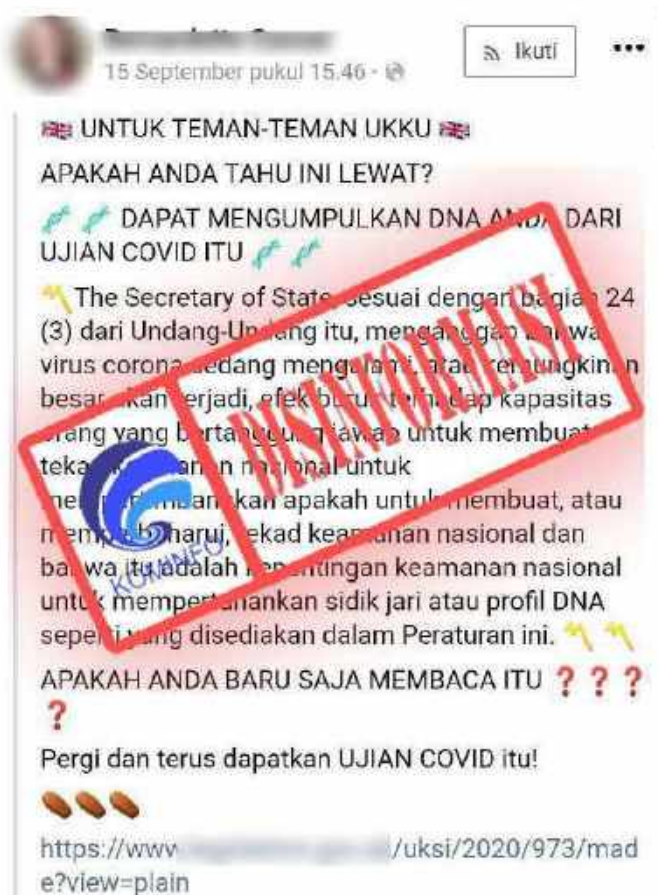 15 September pukul 15.46
Ikuti
UNTUK TEMAN-TEMAN UKKU
APAKAH ANDA TAHU INI LEWAT?
DAPAT MENGUMPULKAN DNA ANDA DARI
UJIAN COVID ITU
The Secretary of State, sesuai dengan bagian 24
(3) dari Undang-Undang itu, menganggap bahwa
virus corona sedang mengalami, atau kemungkinan
besar akan terjadi, efek buruk terhadap kapasitas
orang yang bertanggung jawab untuk membuat
nasional untuk
apakah untuk membuat, atau
memperbaharui, tekad keamanan nasional dan
bahwa itu adalah kepentingan keamanan nasional
untuk mempertahankan sidik jari atau profil DNA
seperti yang disediakan dalam Peraturan ini.
APAKAH ANDA BARU SAJA MEMBACA ITU ? ? ?
?
Pergi dan terus dapatkan UJIAN COVID itu!
https://www /uksi/2020/973/mad
e?view=plain
DISINFORMASI
KOMINFO